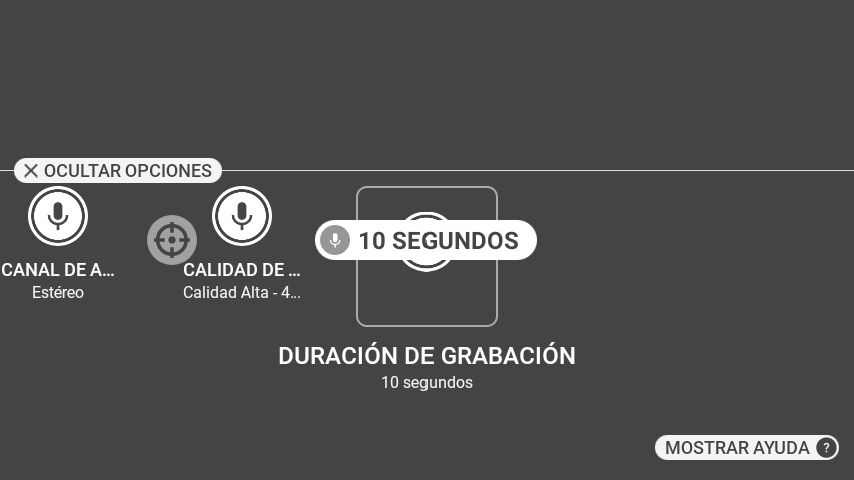 OCULTAR OPCIONES
10 SEGUNDOS
CANAL DE A...
Estéreo
CALIDAD DE ...
Calidad Alta - 4...
DURACIÓN DE GRABACIÓN
10 segundos
MOSTRAR AYUDA ?